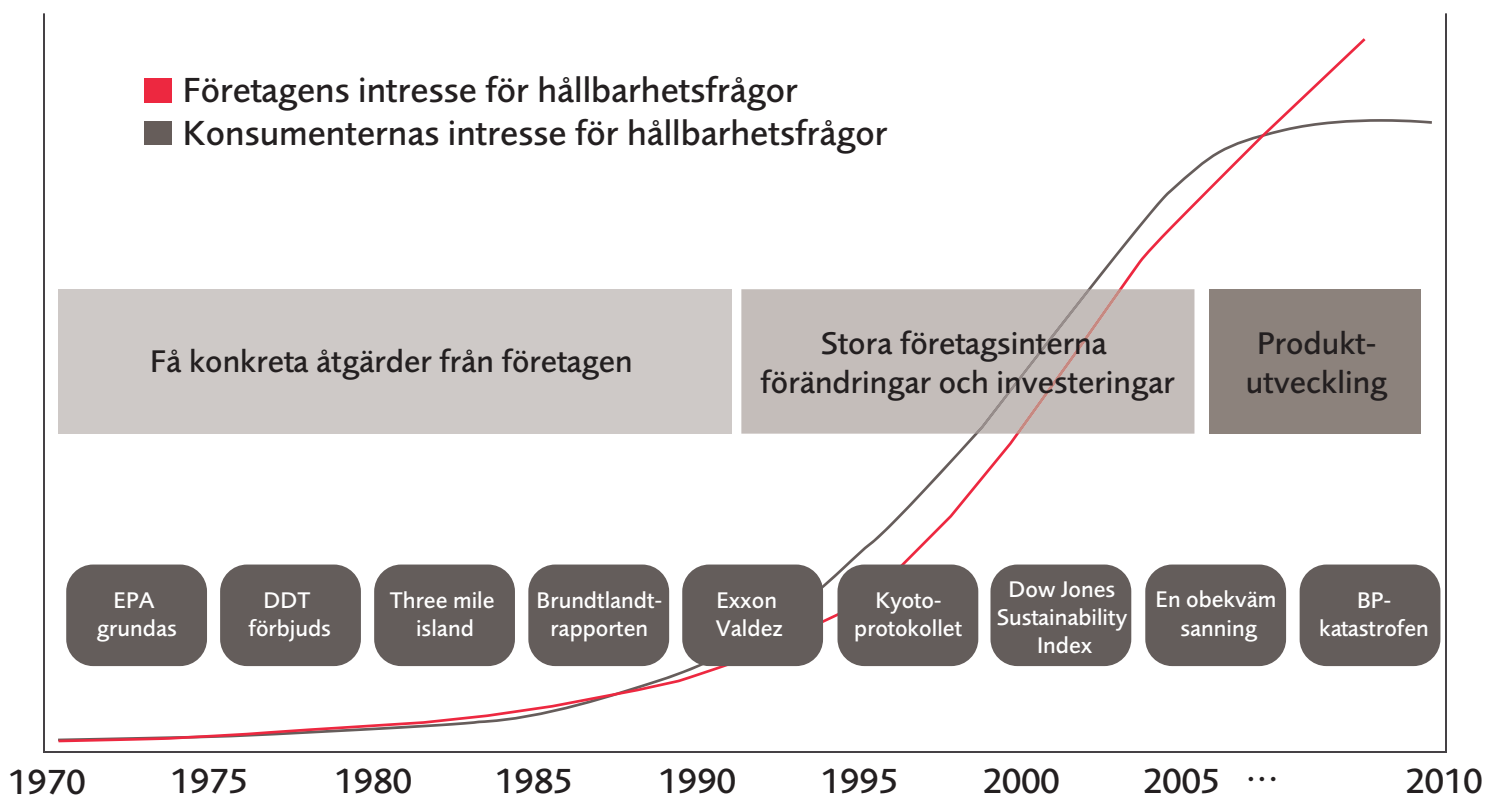 Företagens intresse för hållbarhetsfrågor
Konsumenternas intresse för hållbarhetsfrågor
Få konkreta åtgärder från företagen
Stora företagsinterna
förändringar och investeringar
Produkt-
utveckling
EPA
grundas
DDT
förbjuds
Three mile
island
Brundtlandt-
rapporten
Exxon
Valdez
Kyoto-
protokollet
Dow Jones
Sustainability
Index
En obekväm
sanning
BP-
katastrofen
1970 1975 1980 1985 1990 1995 2000 2005 ... 2010